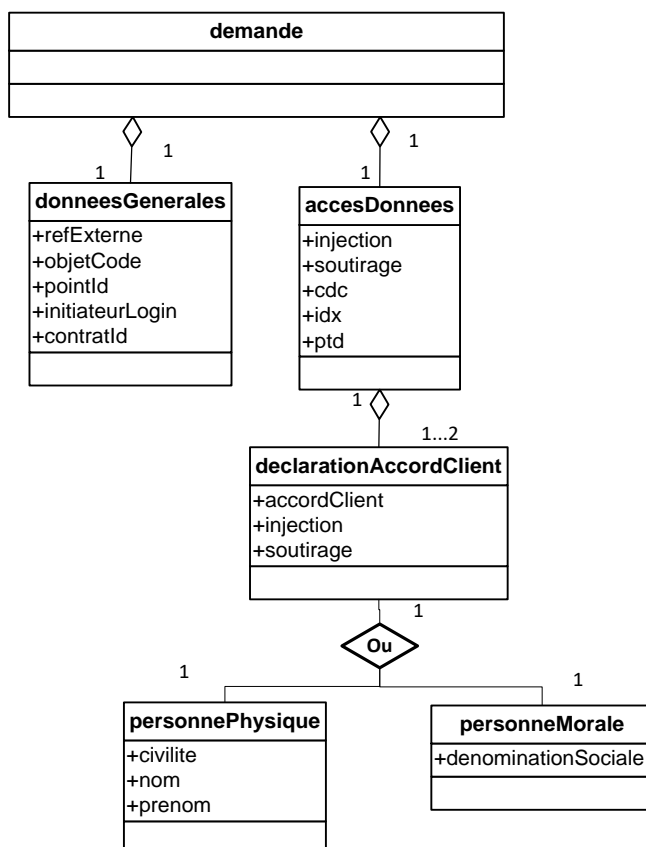 demande
1
1
1
1
donneesGenerales
+refExterne
+objetCode
+pointId
+initiateurLogin
+contratId
accesDonnees
+injection
+soutirage
+cdc
+idx
+ptd
1
1...2
declarationAccordClient
+accordClient
+injection
+soutirage
1
Ou
1
1
personnePhysique
+civilite
+nom
+prenom
personneMorale
+denominationSociale